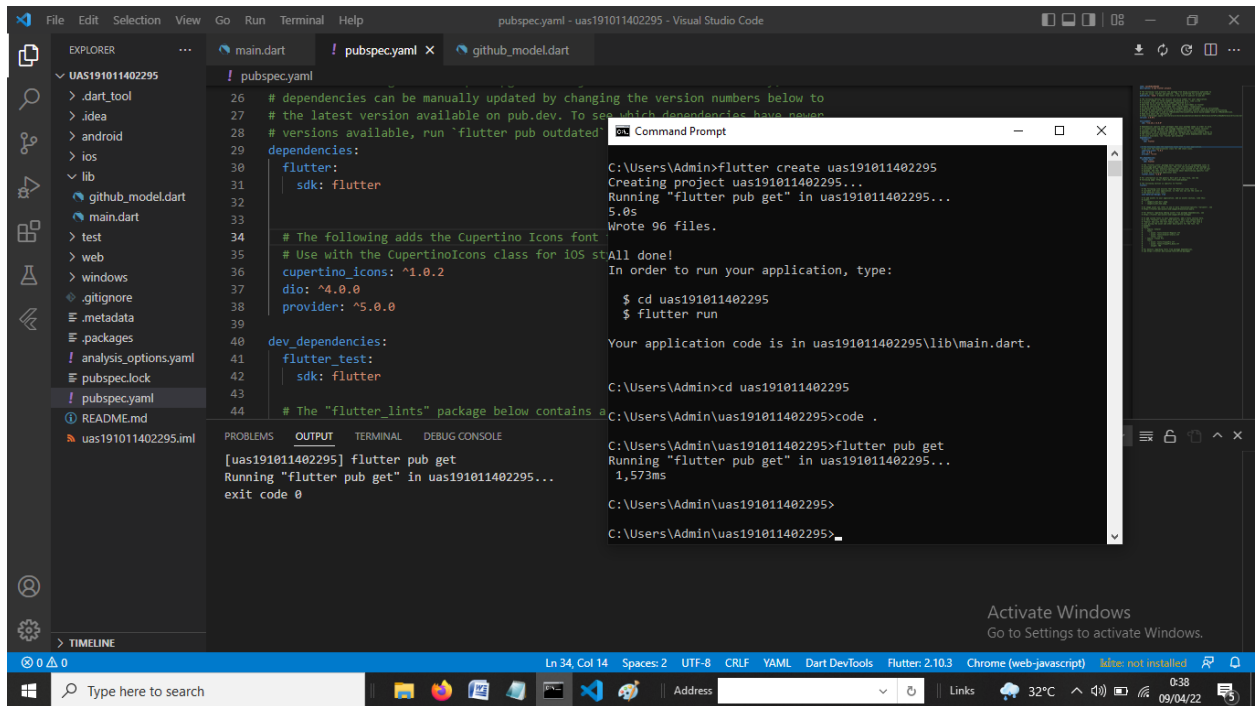 File Edit Selection View Go Run Terminal Help
pubspec.yaml - uas191011402295 - Visual Studio Code
EXPLORER
UAS191011402295
.dart_tool
.idea
android
ios
lib
github_model.dart
main.dart
test
web
windows
.gitignore
.metadata
.packages
analysis_options.yaml
pubspec.lock
pubspec.yaml
README.md
uas191011402295.iml
TIMELINE
main.dart ! pubspec.yaml github_model.dart
! pubspec.yaml
26 # dependencies can be manually updated by changing the version numbers below to
27 # the latest version available on pub.dev. To see which dependencies have newer
28 # versions available, run `flutter pub outdated`
29 dependencies:
30 flutter:
31 sdk: flutter
32
33
34 # The following adds the Cupertino Icons font
35 # Use with the CupertinoIcons class for iOS st
36 cupertino_icons: ^1.0.2
37 dio: ^4.0.0
38 provider: ^5.0.0
39
40 dev_dependencies:
41 flutter_test:
42 sdk: flutter
43
44 # The "flutter_lints" package below contains a
PROBLEMS OUTPUT TERMINAL DEBUG CONSOLE
[uas191011402295] flutter pub get
Running "flutter pub get" in uas191011402295...
exit code 0
Command Prompt
C:\Users\Admin>flutter create uas191011402295
Creating project uas191011402295...
Running "flutter pub get" in uas191011402295...
5.0s
Wrote 96 files.
All done!
In order to run your application, type:
$ cd uas191011402295
$ flutter run
Your application code is in uas191011402295\lib\main.dart.
C:\Users\Admin>cd uas191011402295
C:\Users\Admin\uas191011402295>code .
C:\Users\Admin\uas191011402295>flutter pub get
Running "flutter pub get" in uas191011402295...
1,573ms
C:\Users\Admin\uas191011402295>
C:\Users\Admin\uas191011402295>
Activate Windows
Go to Settings to activate Windows.
0 0 Ln 34, Col 14 Spaces: 2 UTF-8 CRLF YAML Dart DevTools Flutter: 2.10.3 Chrome (web-javascript) kite: not installed
Type here to search
Address
Links
32°C
0:38
09/04/22
5